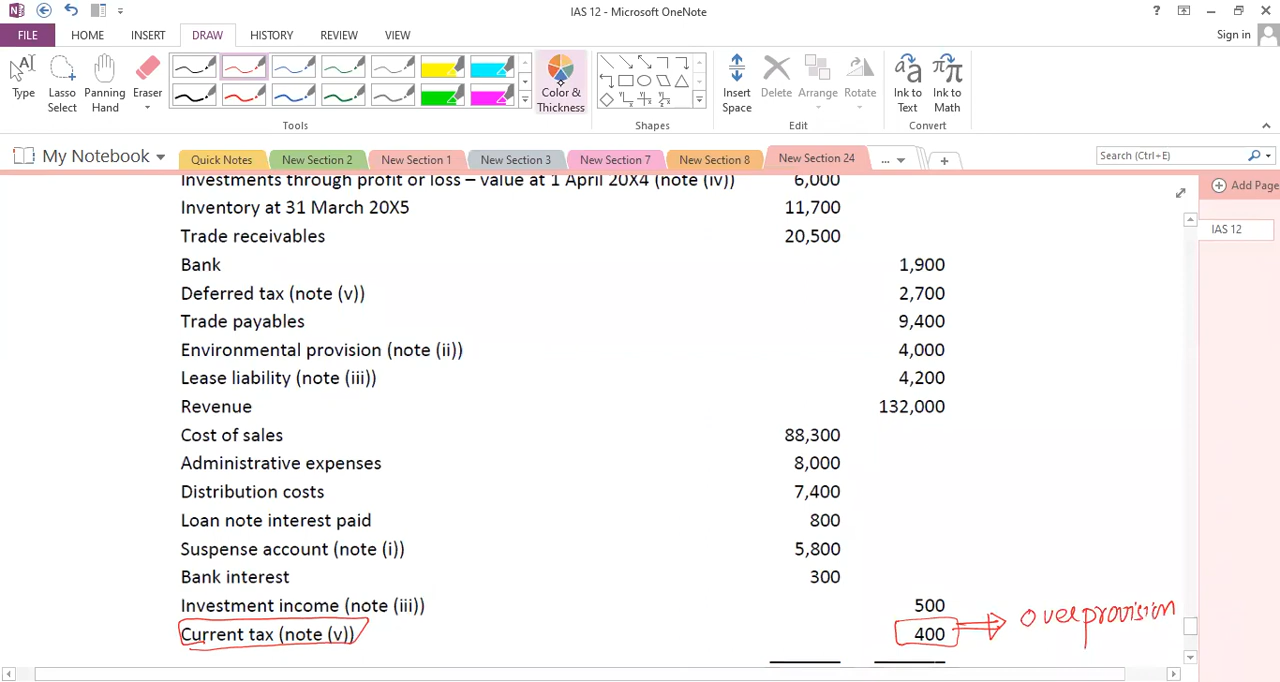 IAS 12 - Microsoft OneNote
?
FILE HOME INSERT DRAW HISTORY REVIEW VIEW
Sign in
Type
Lasso Select
Panning Hand
Eraser
Color & Thickness
Insert Space
Delete
Arrange
Rotate
Ink to Text
Ink to Math
Tools
Shapes
Edit
Convert
My Notebook
Quick Notes New Section 2 New Section 1 New Section 3 New Section 7 New Section 8 New Section 24 ...
Search (Ctrl+E)
Add Page
IAS 12
Investments through profit or loss – value at 1 April 20X4 (note (iv)) 6,000
Inventory at 31 March 20X5 11,700
Trade receivables 20,500
Bank 1,900
Deferred tax (note (v)) 2,700
Trade payables 9,400
Environmental provision (note (ii)) 4,000
Lease liability (note (iii)) 4,200
Revenue 132,000
Cost of sales 88,300
Administrative expenses 8,000
Distribution costs 7,400
Loan note interest paid 800
Suspense account (note (i)) 5,800
Bank interest 300
Investment income (note (iii)) 500
Current tax (note (v)) 400 overprovision